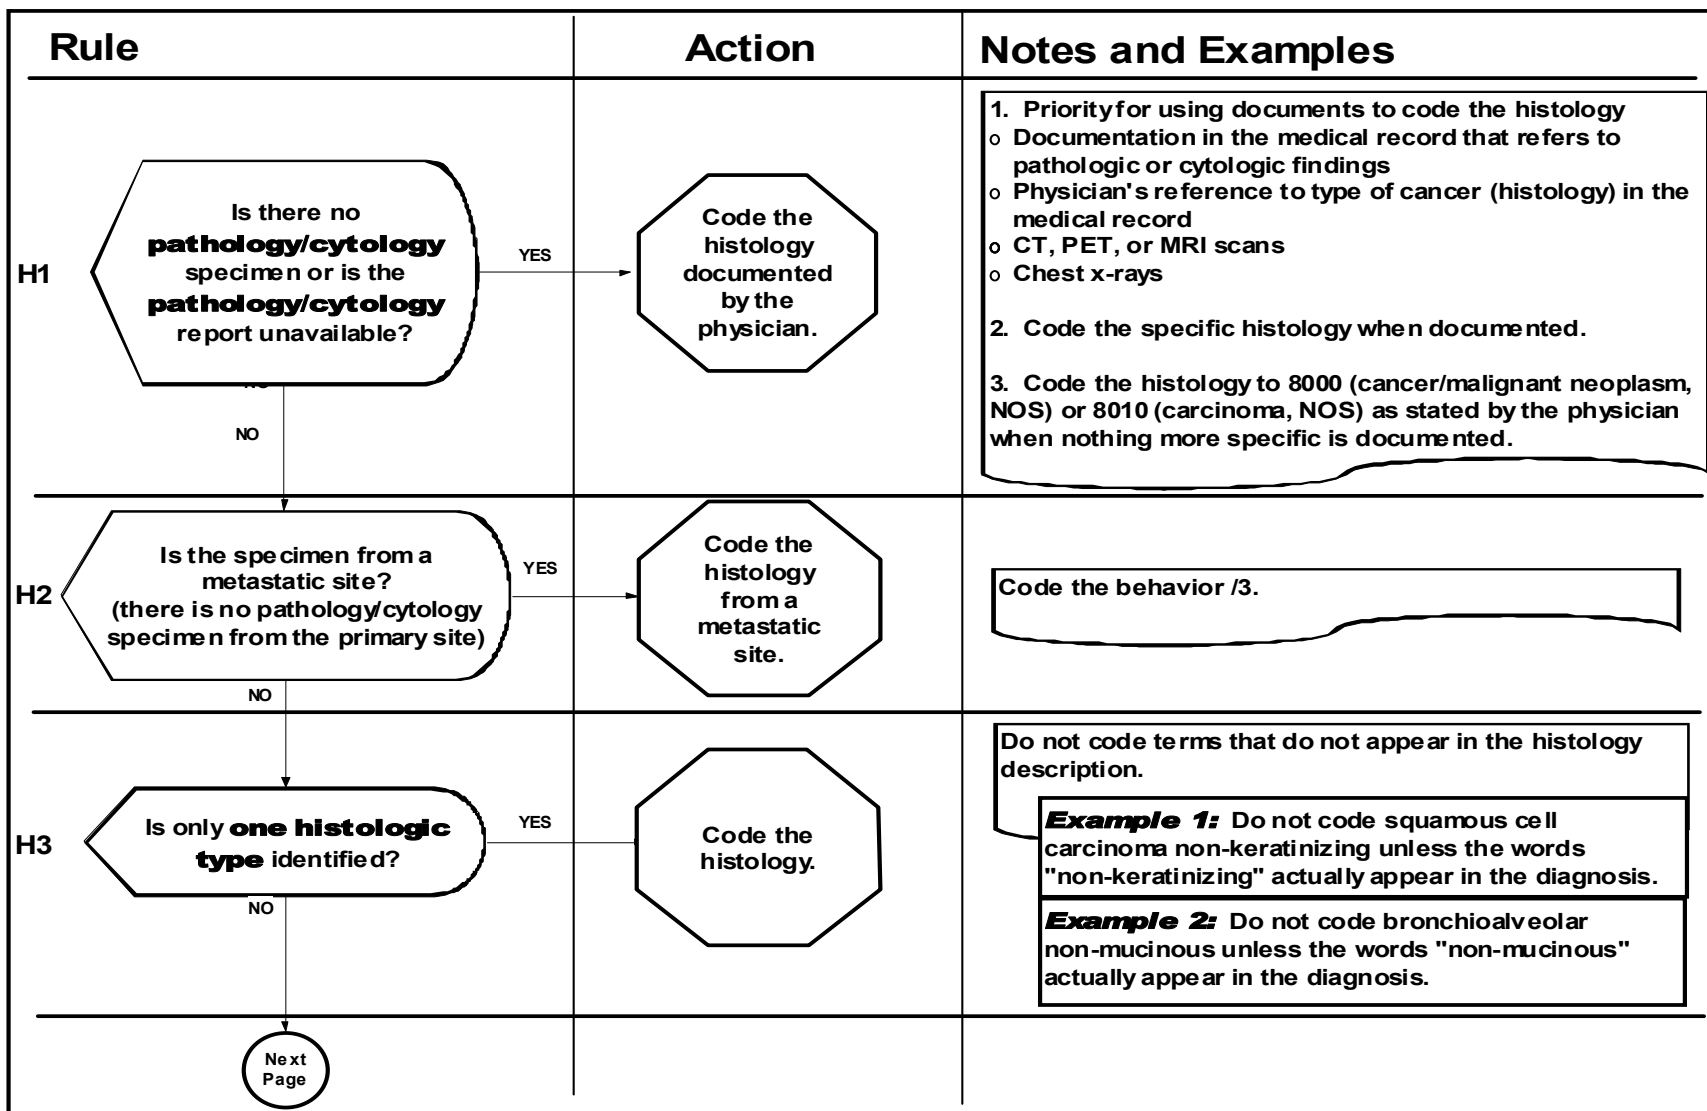 Rule
Action
Notes and Examples
H1
Is there no
pathology/cytology
specimen or is the
pathology/cytology
report unavailable?
YES
Code the
histology
documented
by the
physician.
1. Priority for using documents to code the histology
o Documentation in the medical record that refers to
pathologic or cytologic findings
o Physician's reference to type of cancer (histology) in the
medical record
o CT, PET, or MRI scans
o Chest x-rays
2. Code the specific histology when documented.
3. Code the histology to 8000 (cancer/malignant neoplasm,
NOS) or 8010 (carcinoma, NOS) as stated by the physician
when nothing more specific is documented.
NO
H2
Is the specimen from a
metastatic site?
(there is no pathology/cytology
specimen from the primary site)
YES
Code the
histology
from a
metastatic
site.
Code the behavior /3.
NO
H3
Is only one histologic
type identified?
YES
Code the
histology.
Do not code terms that do not appear in the histology
description.
Example 1: Do not code squamous cell
carcinoma non-keratinizing unless the words
"non-keratinizing" actually appear in the diagnosis.
Example 2: Do not code bronchioalveolar
non-mucinous unless the words "non-mucinous"
actually appear in the diagnosis.
NO
Next
Page